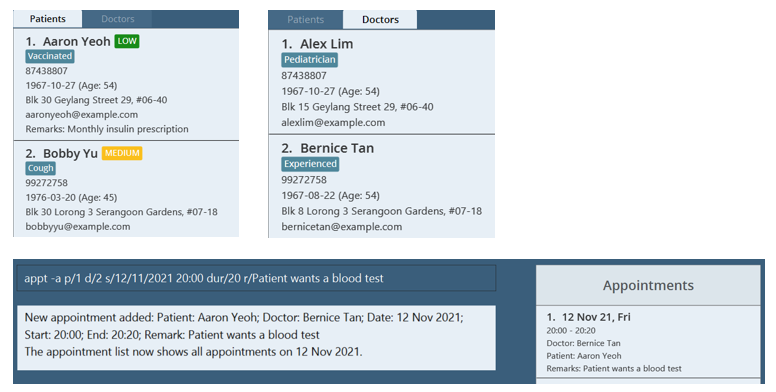 Patients Doctors
1. Aaron Yeoh LOW
Vaccinated
87438807
1967-10-27 (Age: 54)
Blk 30 Geylang Street 29, #06-40
aaronyeoh@example.com
Remarks: Monthly insulin prescription
2. Bobby Yu MEDIUM
Cough
99272758
1976-03-20 (Age: 45)
Blk 30 Lorong 3 Serangoon Gardens, #07-18
bobbyyu@example.com
Patients Doctors
1. Alex Lim
Pediatrician
87438807
1967-10-27 (Age: 54)
Blk 15 Geylang Street 29, #06-40
alexlim@example.com
2. Bernice Tan
Experienced
99272758
1967-08-22 (Age: 54)
Blk 8 Lorong 3 Serangoon Gardens, #07-18
bernicetan@example.com
appt -a p/1 d/2 s/12/11/2021 20:00 dur/20 r/Patient wants a blood test
New appointment added: Patient: Aaron Yeoh; Doctor: Bernice Tan; Date: 12 Nov 2021;
Start: 20:00; End: 20:20; Remark: Patient wants a blood test
The appointment list now shows all appointments on 12 Nov 2021.
Appointments
1. 12 Nov 21, Fri
20:00 - 20:20
Doctor: Bernice Tan
Patient: Aaron Yeoh
Remarks: Patient wants a blood test